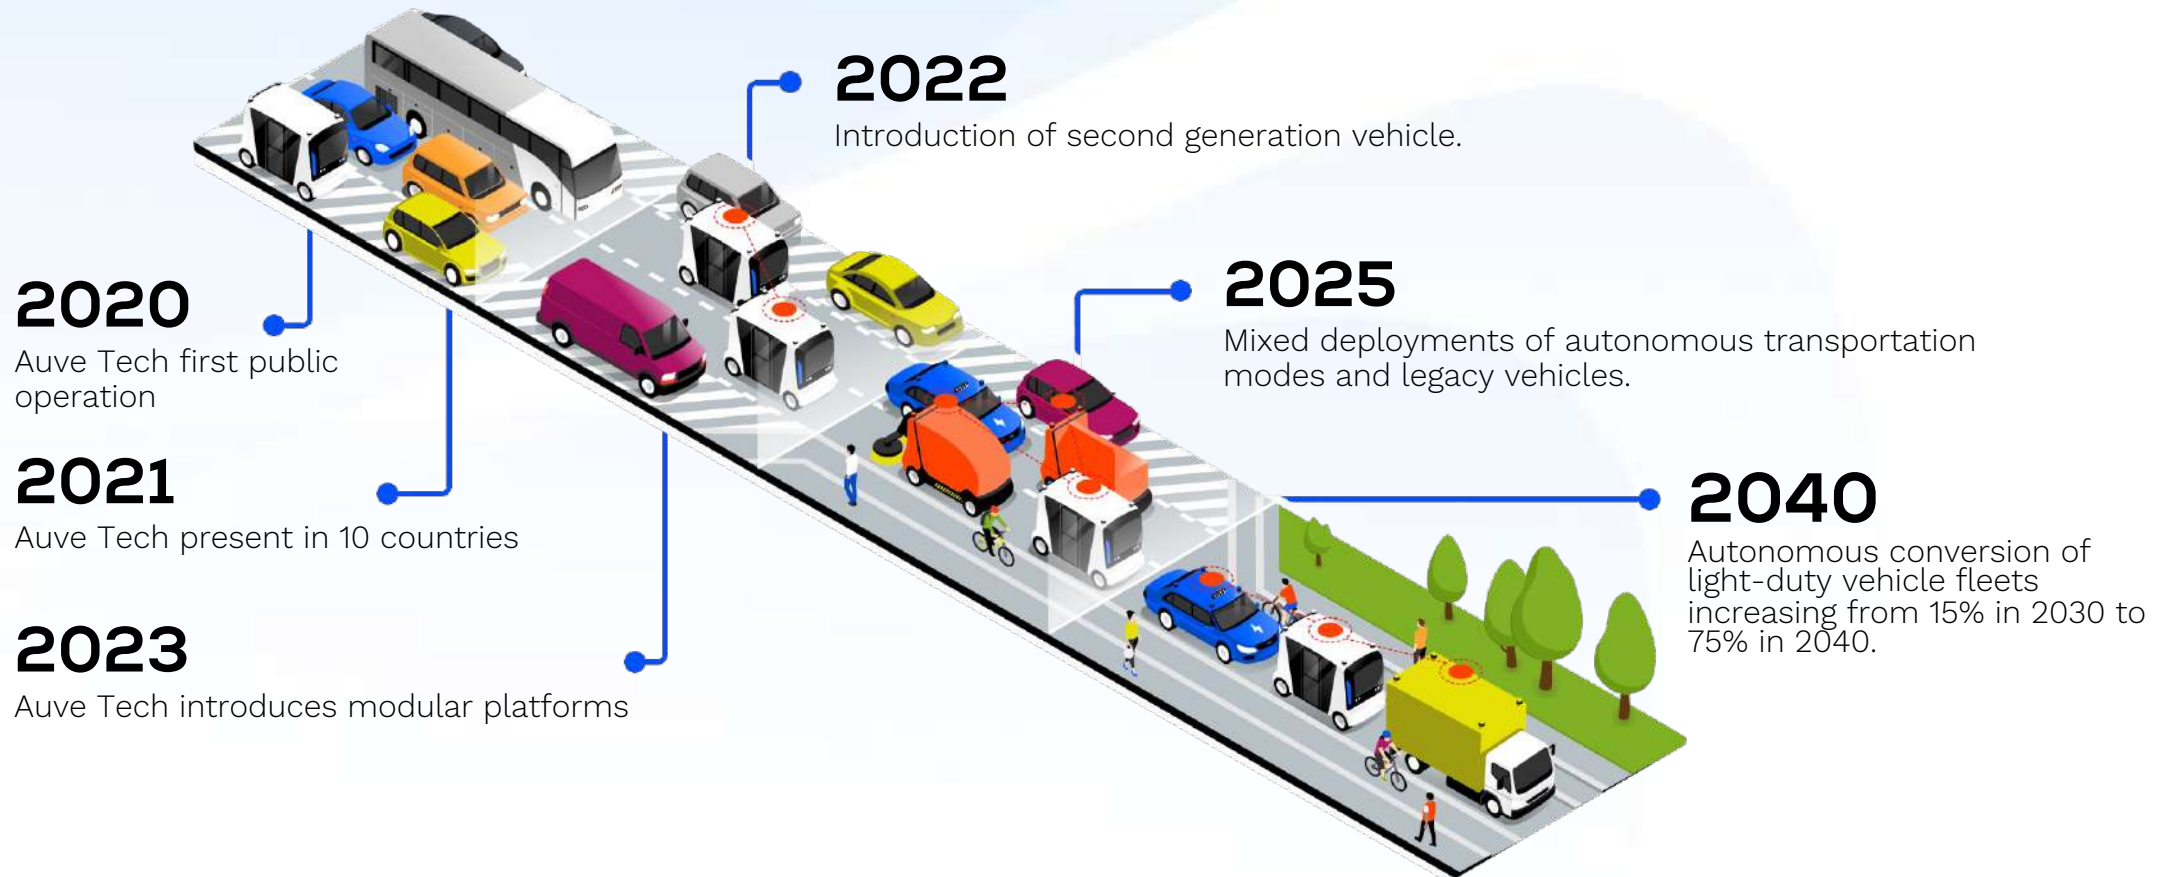 2020
Auve Tech first public
operation
2021
Auve Tech present in 10 countries
2023
Auve Tech introduces modular platforms
2022
Introduction of second generation vehicle.
2025
Mixed deployments of autonomous transportation
modes and legacy vehicles.
2040
Autonomous conversion of
light-duty vehicle fleets
increasing from 15% in 2030 to
75% in 2040.